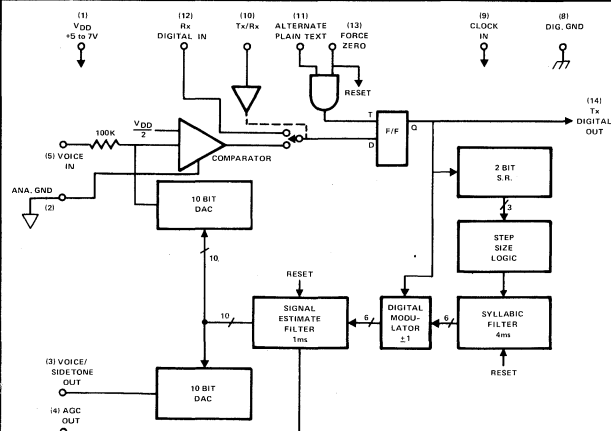 (1)
V_DD
+5 to 7V
(12)
Rx
DIGITAL IN
(10)
Tx/Rx
(11)
ALTERNATE
PLAIN TEXT
(13)
FORCE
ZERO
(9)
CLOCK
IN
(8)
DIG. GND
RESET
(14)
Tx
DIGITAL
OUT
100K
V_DD
2
T
F/F
Q
D
(5) VOICE
IN
COMPARATOR
2 BIT
S.R.
ANA. GND
(2)
10 BIT
DAC
3
STEP
SIZE
LOGIC
10
RESET
10
SIGNAL
ESTIMATE
FILTER
1ms
6
DIGITAL
MODU-
LATOR
±1
6
SYLLABIC
FILTER
4ms
RESET
(3) VOICE/
SIDETONE
OUT
10 BIT
DAC
(4) AGC
OUT